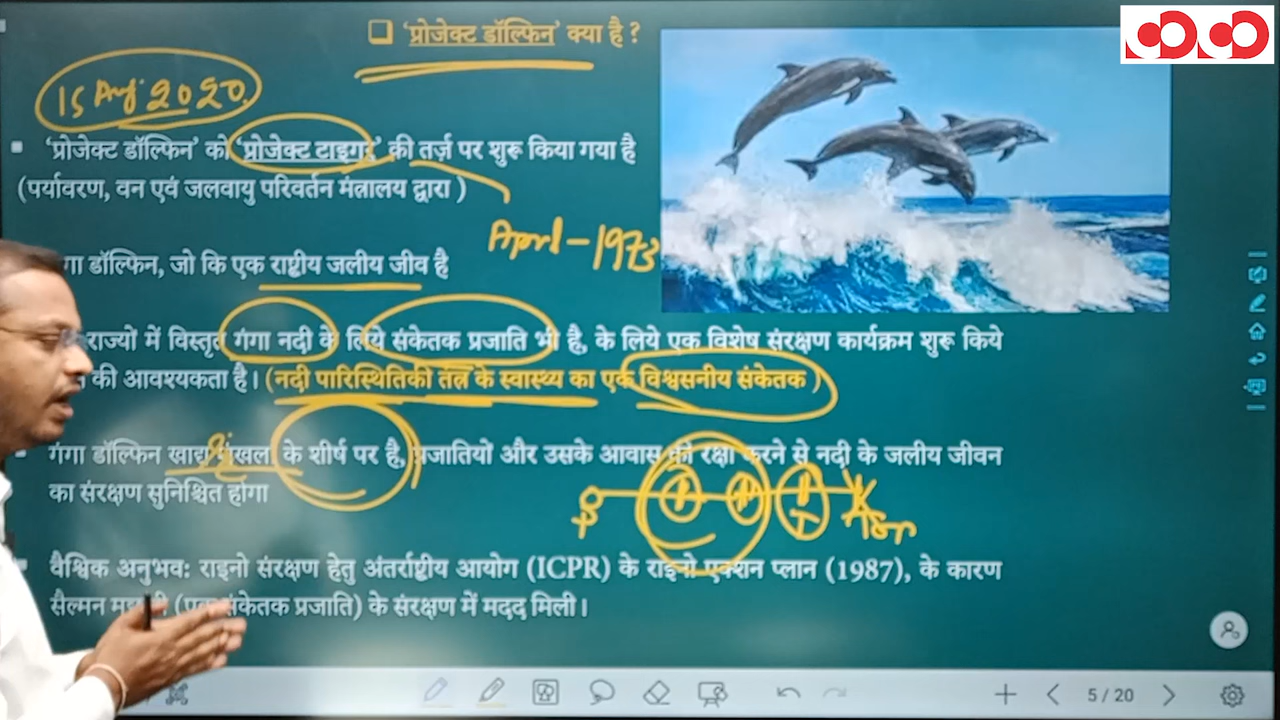 ❑ 'प्रोजेक्ट डॉल्फिन' क्या है ?
15 Aug 2020
▪ 'प्रोजेक्ट डॉल्फिन' को 'प्रोजेक्ट टाइगर' की तर्ज़ पर शुरू किया गया है
(पर्यावरण, वन एवं जलवायु परिवर्तन मंत्रालय द्वारा )
April - 1973
गा डॉल्फिन, जो कि एक राष्ट्रीय जलीय जीव है
राज्यों में विस्तृत गंगा नदी के लिये संकेतक प्रजाति भी है, के लिये एक विशेष संरक्षण कार्यक्रम शुरू किये
की आवश्यकता है। (नदी पारिस्थितिकी तंत्र के स्वास्थ्य का एक विश्वसनीय संकेतक )
गंगा डॉल्फिन खाद्य शृंखला के शीर्ष पर है, प्रजातियों और उसके आवास की रक्षा करने से नदी के जलीय जीवन
का संरक्षण सुनिश्चित होगा
वैश्विक अनुभव: राइनो संरक्षण हेतु अंतर्राष्ट्रीय आयोग (ICPR) के राइनो एक्शन प्लान (1987), के कारण
सैल्मन मछली (एक संकेतक प्रजाति) के संरक्षण में मदद मिली।
5 / 20